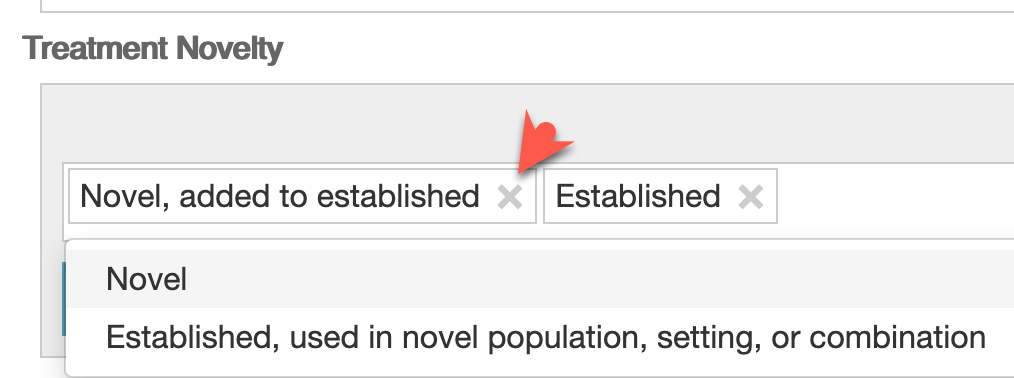 Treatment Novelty
Novel, added to established × Established ×
Novel
Established, used in novel population, setting, or combination